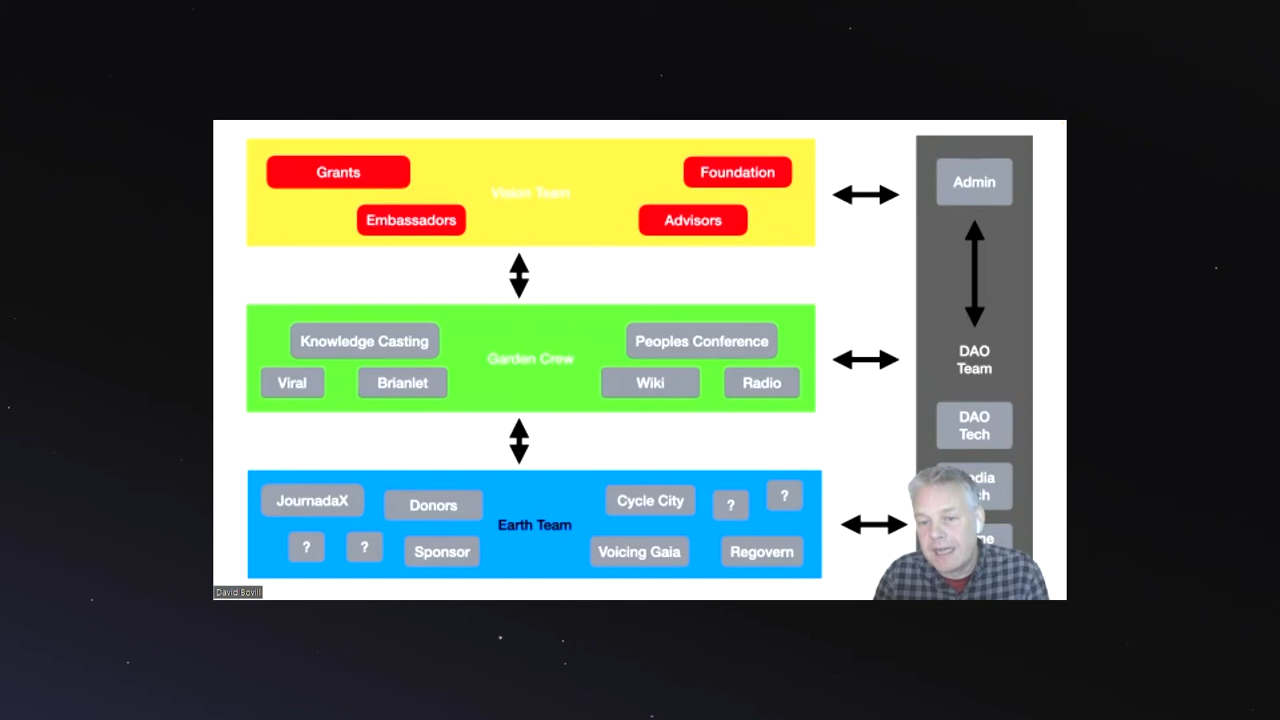 Grants
Foundation
Vision Team
Embassadors
Advisors
Admin
Knowledge Casting
Peoples Conference
Garden Crew
Viral
Brianlet
Wiki
Radio
DAO
Team
DAO
Tech
JournadaX
Donors
Cycle City
?
?
Earth Team
?
?
Sponsor
Voicing Gaia
Regovern
David Bovill